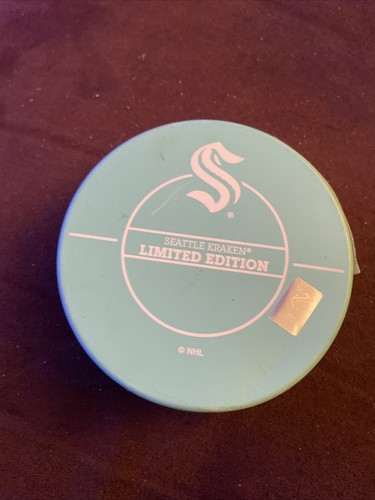 S®
SEATTLE KRAKEN®
LIMITED EDITION
© NHL